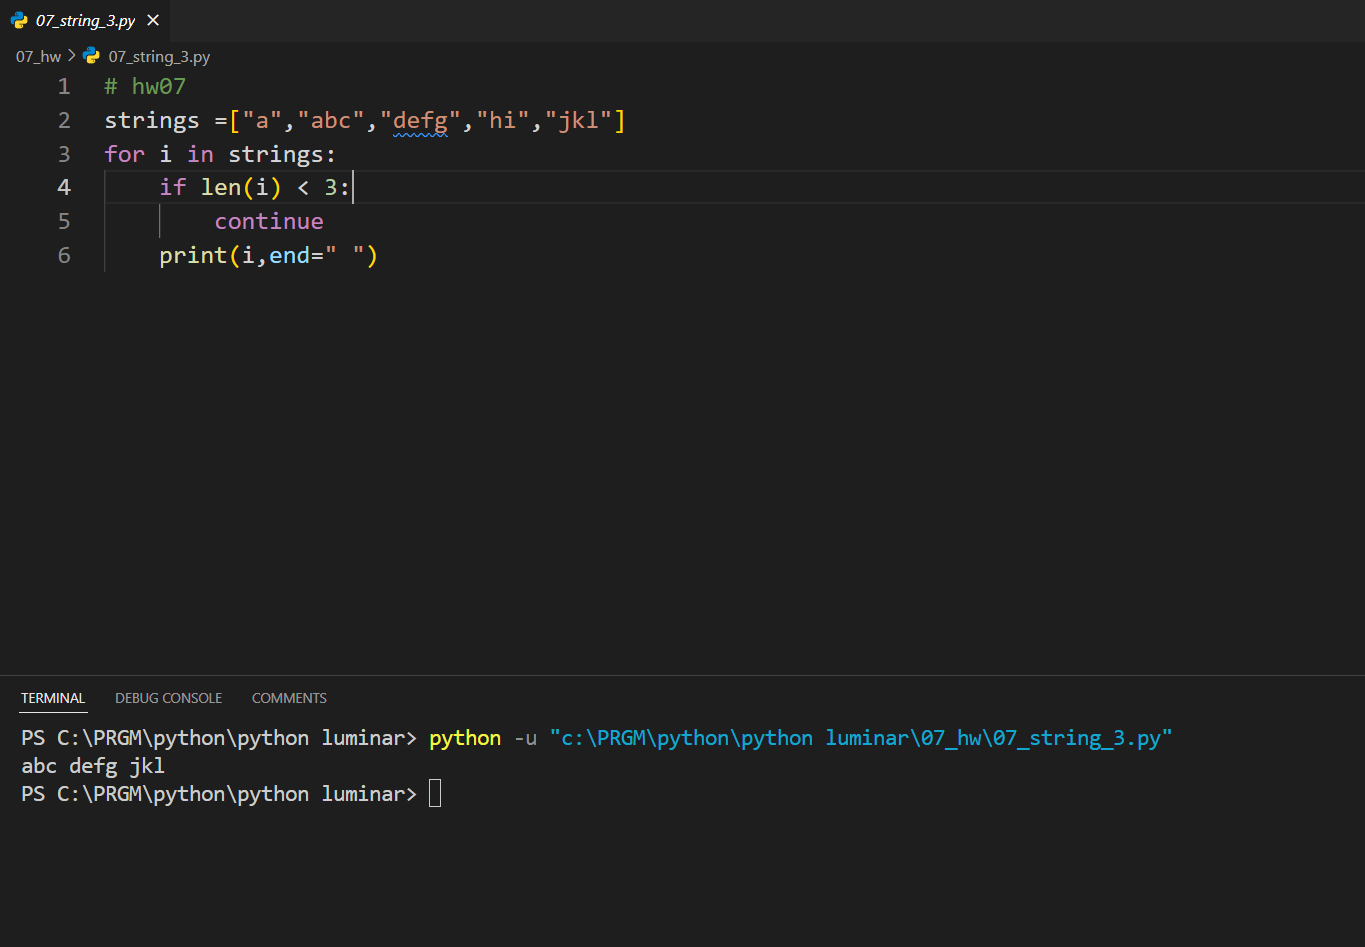 07_string_3.py
07_hw > 07_string_3.py
1 # hw07
2 strings =["a","abc","defg","hi","jkl"]
3 for i in strings:
4     if len(i) < 3:
5         continue
6     print(i,end=" ")
TERMINAL DEBUG CONSOLE COMMENTS
PS C:\PRGM\python\python luminar> python -u "c:\PRGM\python\python luminar\07_hw\07_string_3.py"
abc defg jkl
PS C:\PRGM\python\python luminar>